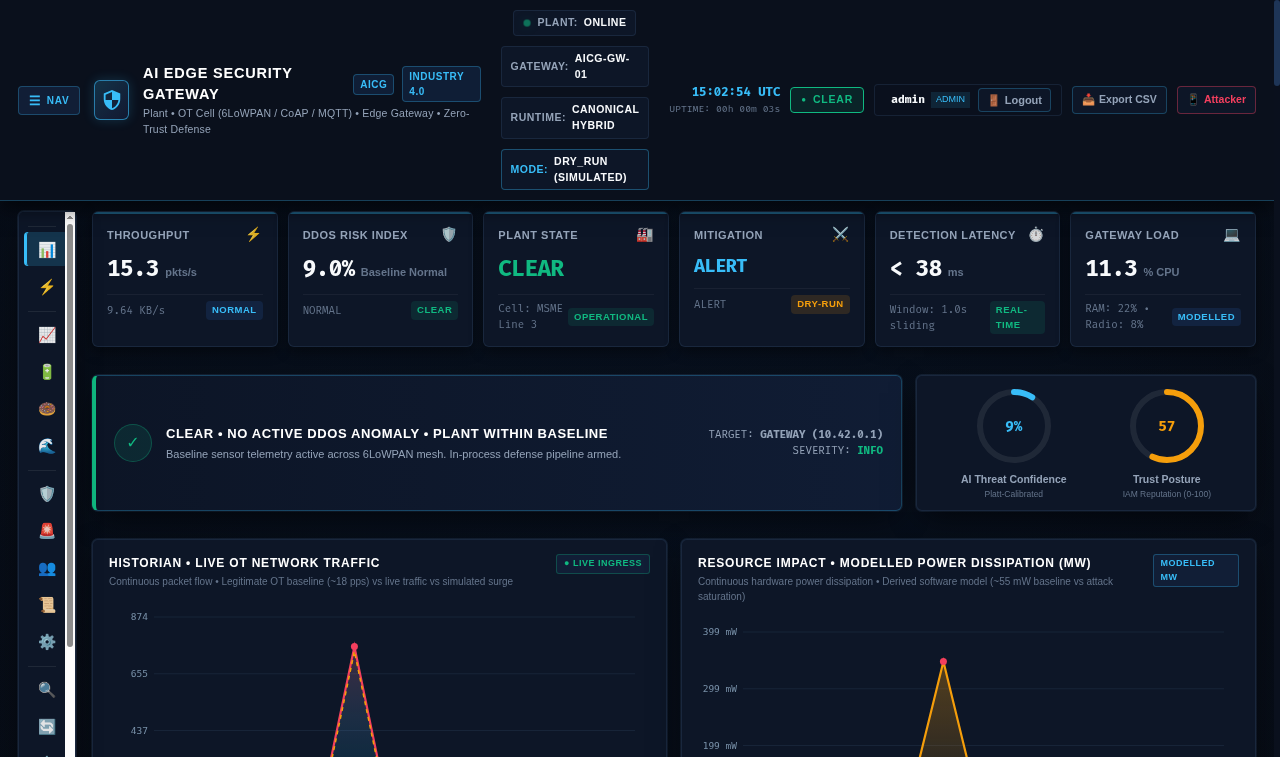 ☰ NAV
AI EDGE SECURITY
GATEWAY
AICG
INDUSTRY
4.0
Plant • OT Cell (6LoWPAN / CoAP / MQTT) • Edge Gateway • Zero-
Trust Defense
PLANT: ONLINE
GATEWAY: AICG-GW-
01
RUNTIME: CANONICAL
HYBRID
MODE: DRY_RUN
(SIMULATED)
15:02:54 UTC
UPTIME: 00h 00m 03s
• CLEAR
admin ADMIN
Logout
Export CSV
Attacker
THROUGHPUT
15.3 pkts/s
9.64 KB/s
NORMAL
DDOS RISK INDEX
9.0% Baseline Normal
NORMAL
CLEAR
PLANT STATE
CLEAR
Cell: MSME
Line 3
OPERATIONAL
MITIGATION
ALERT
ALERT
DRY-RUN
DETECTION LATENCY
< 38 ms
Window: 1.0s
sliding
REAL-
TIME
GATEWAY LOAD
11.3 % CPU
RAM: 22% •
Radio: 8%
MODELLED
✓
CLEAR • NO ACTIVE DDOS ANOMALY • PLANT WITHIN BASELINE
Baseline sensor telemetry active across 6LoWPAN mesh. In-process defense pipeline armed.
TARGET: GATEWAY (10.42.0.1)
SEVERITY: INFO
9%
AI Threat Confidence
Platt-Calibrated
57
Trust Posture
IAM Reputation (0-100)
HISTORIAN • LIVE OT NETWORK TRAFFIC
Continuous packet flow • Legitimate OT baseline (~18 pps) vs live traffic vs simulated surge
• LIVE INGRESS
874
655
437
RESOURCE IMPACT • MODELLED POWER DISSIPATION (MW)
Continuous hardware power dissipation • Derived software model (~55 mW baseline vs attack
saturation)
MODELLED
MW
399 mW
299 mW
199 mW